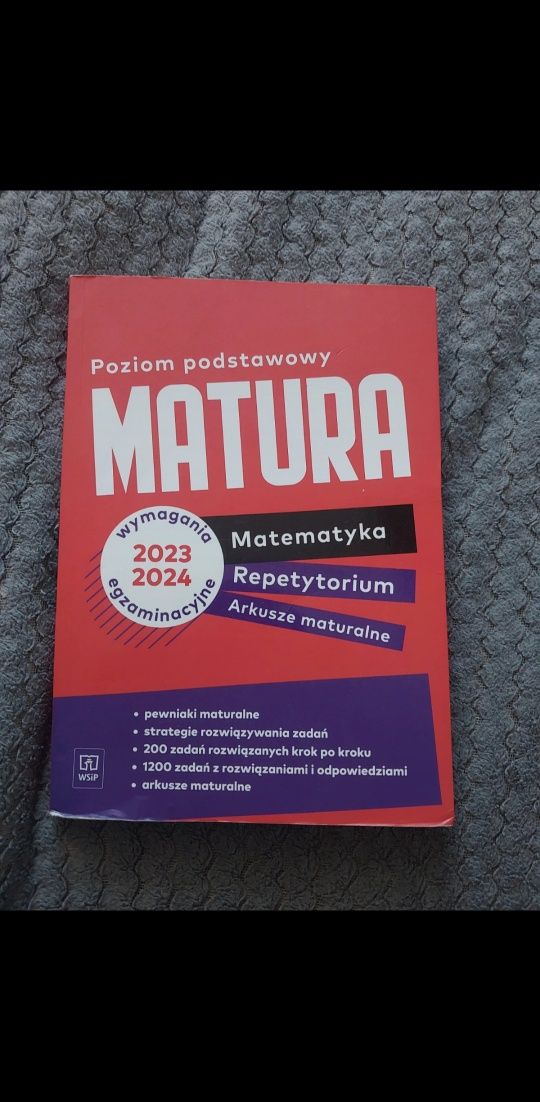 Poziom podstawowy
MATURA
wymagania
2023
2024
egzaminacyjne
Matematyka
Repetytorium
Arkusze maturalne
• pewniaki maturalne
• strategie rozwiązywania zadań
• 200 zadań rozwiązanych krok po kroku
• 1200 zadań z rozwiązaniami i odpowiedziami
• arkusze maturalne
WSiP